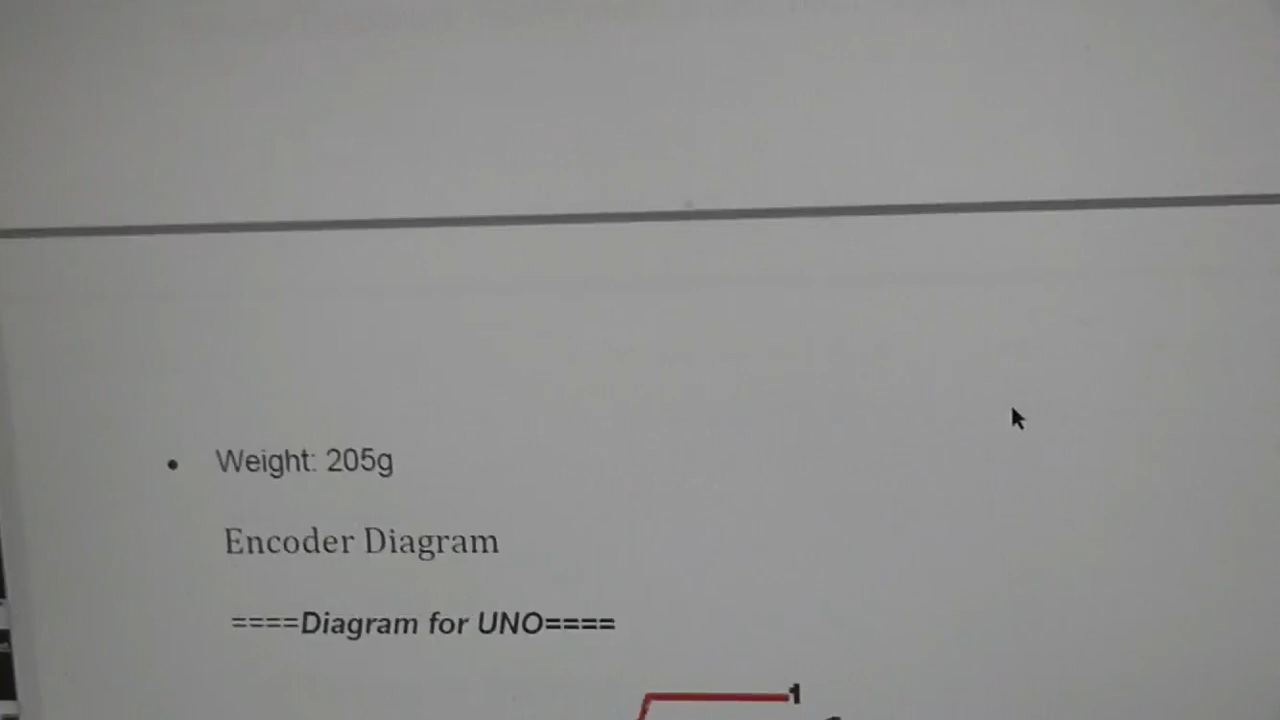 • Weight: 205g
Encoder Diagram
====Diagram for UNO====
1